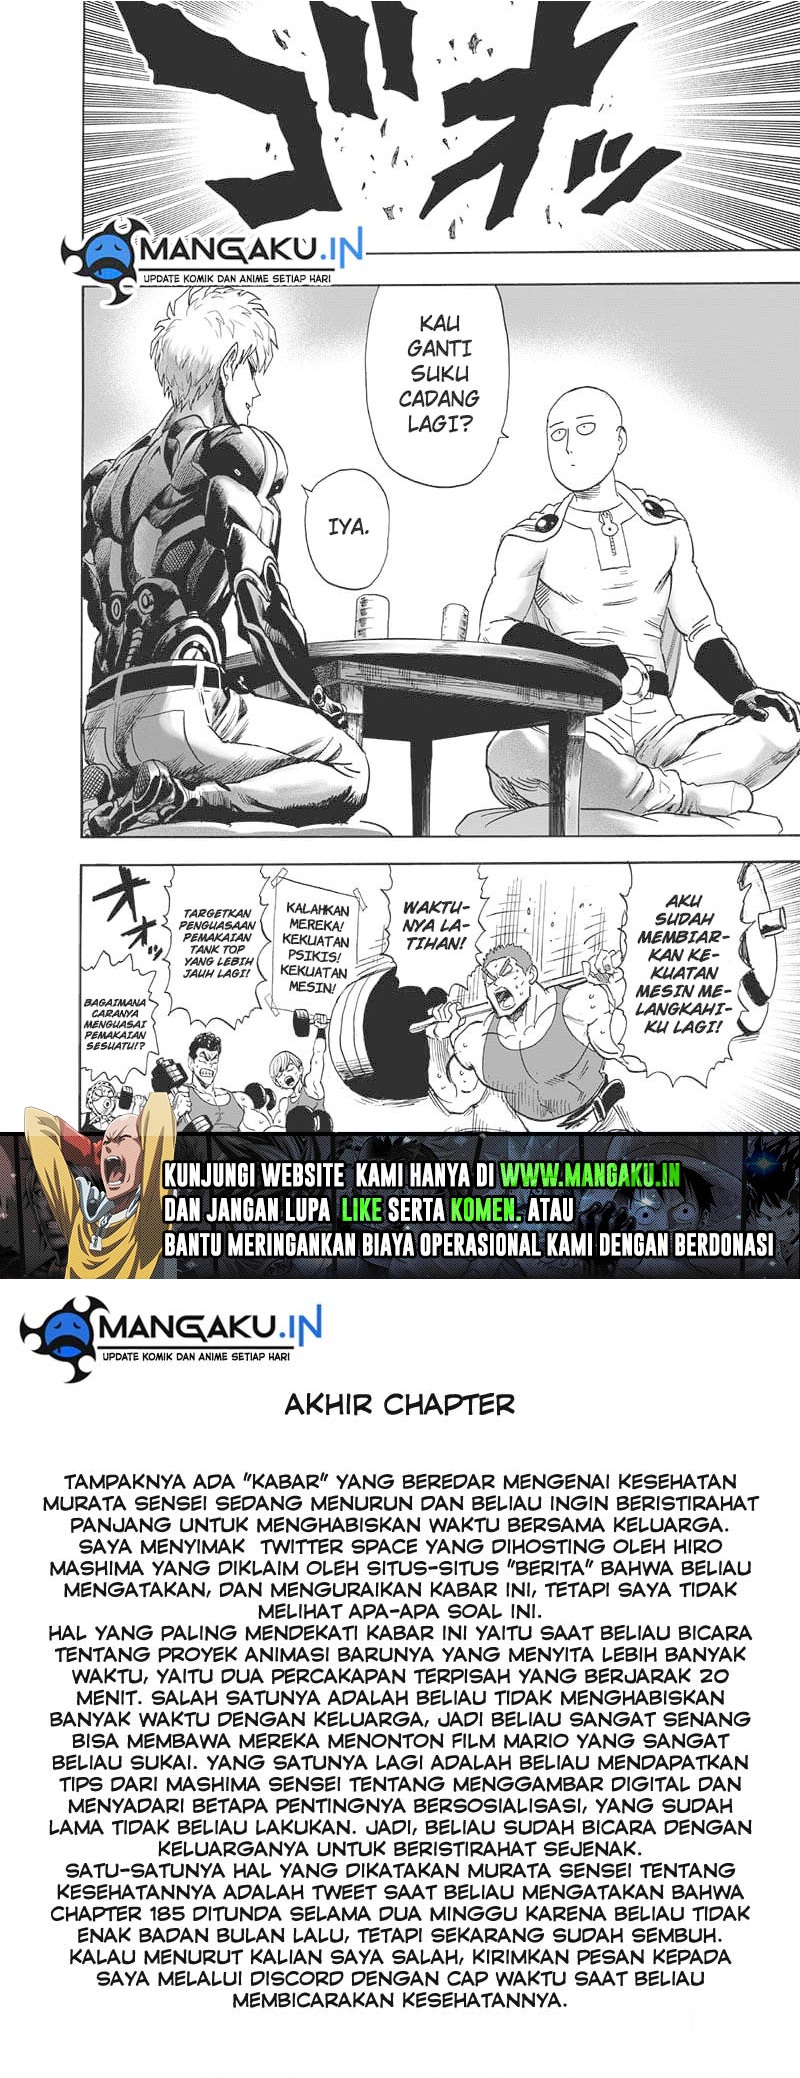 ゴオ
MANGAKU.IN
UPDATE KOMIK DAN ANIME SETIAP HARI
KAU
GANTI
SUKU
CADANG
LAGI?
IYA.
AKU
SUDAH
MEMBIAR-
KAN KE-
KUATAN
MESIN ME-
LANGKAHI-
KU LAGI!
WAKTU-
NYA LA-
TIHAN!
KALAHKAN
MEREKA!
KEKUATAN
PSIKIS!
KEKUATAN
MESIN!
TARGETKAN
PENGUASAAN
PEMAKAIAN
TANK TOP
YANG LEBIH
JAUH LAGI!
オォ
BAGAIMANA
CARANYA
MENGUASAI
PEMAKAIAN
SESUATU!?
KUNJUNGI WEBSITE KAMI HANYA DI WWW.MANGAKU.IN
DAN JANGAN LUPA LIKE SERTA KOMEN. ATAU
BANTU MERINGANKAN BIAYA OPERASIONAL KAMI DENGAN BERDONASI
MANGAKU.IN
UPDATE KOMIK DAN ANIME SETIAP HARI
AKHIR CHAPTER
TAMPAKNYA ADA "KABAR" YANG BEREDAR MENGENAI KESEHATAN
MURATA SENSEI SEDANG MENURUN DAN BELIAU INGIN BERISTIRAHAT
PANJANG UNTUK MENGHABISKAN WAKTU BERSAMA KELUARGA.
SAYA MENYIMAK TWITTER SPACE YANG DIHOSTING OLEH HIRO
MASHIMA YANG DIKLAIM OLEH SITUS-SITUS "BERITA" BAHWA BELIAU
MENGATAKAN, DAN MENGURAIKAN KABAR INI, TETAPI SAYA TIDAK
MELIHAT APA-APA SOAL INI.
HAL YANG PALING MENDEKATI KABAR INI YAITU SAAT BELIAU BICARA
TENTANG PROYEK ANIMASI BARUNYA YANG MENYITA LEBIH BANYAK
WAKTU, YAITU DUA PERCAKAPAN TERPISAH YANG BERJARAK 20
MENIT. SALAH SATUNYA ADALAH BELIAU TIDAK MENGHABISKAN
BANYAK WAKTU DENGAN KELUARGA, JADI BELIAU SANGAT SENANG
BISA MEMBAWA MEREKA MENONTON FILM MARIO YANG SANGAT
BELIAU SUKAI. YANG SATUNYA LAGI ADALAH BELIAU MENDAPATKAN
TIPS DARI MASHIMA SENSEI TENTANG MENGGAMBAR DIGITAL DAN
MENYADARI BETAPA PENTINGNYA BERSOSIALISASI, YANG SUDAH
LAMA TIDAK BELIAU LAKUKAN. JADI, BELIAU SUDAH BICARA DENGAN
KELUARGANYA UNTUK BERISTIRAHAT SEJENAK.
SATU-SATUNYA HAL YANG DIKATAKAN MURATA SENSEI TENTANG
KESEHATANNYA ADALAH TWEET SAAT BELIAU MENGATAKAN BAHWA
CHAPTER 185 DITUNDA SELAMA DUA MINGGU KARENA BELIAU TIDAK
ENAK BADAN BULAN LALU, TETAPI SEKARANG SUDAH SEMBUH.
KALAU MENURUT KALIAN SAYA SALAH, KIRIMKAN PESAN KEPADA
SAYA MELALUI DISCORD DENGAN CAP WAKTU SAAT BELIAU
MEMBICARAKAN KESEHATANNYA.